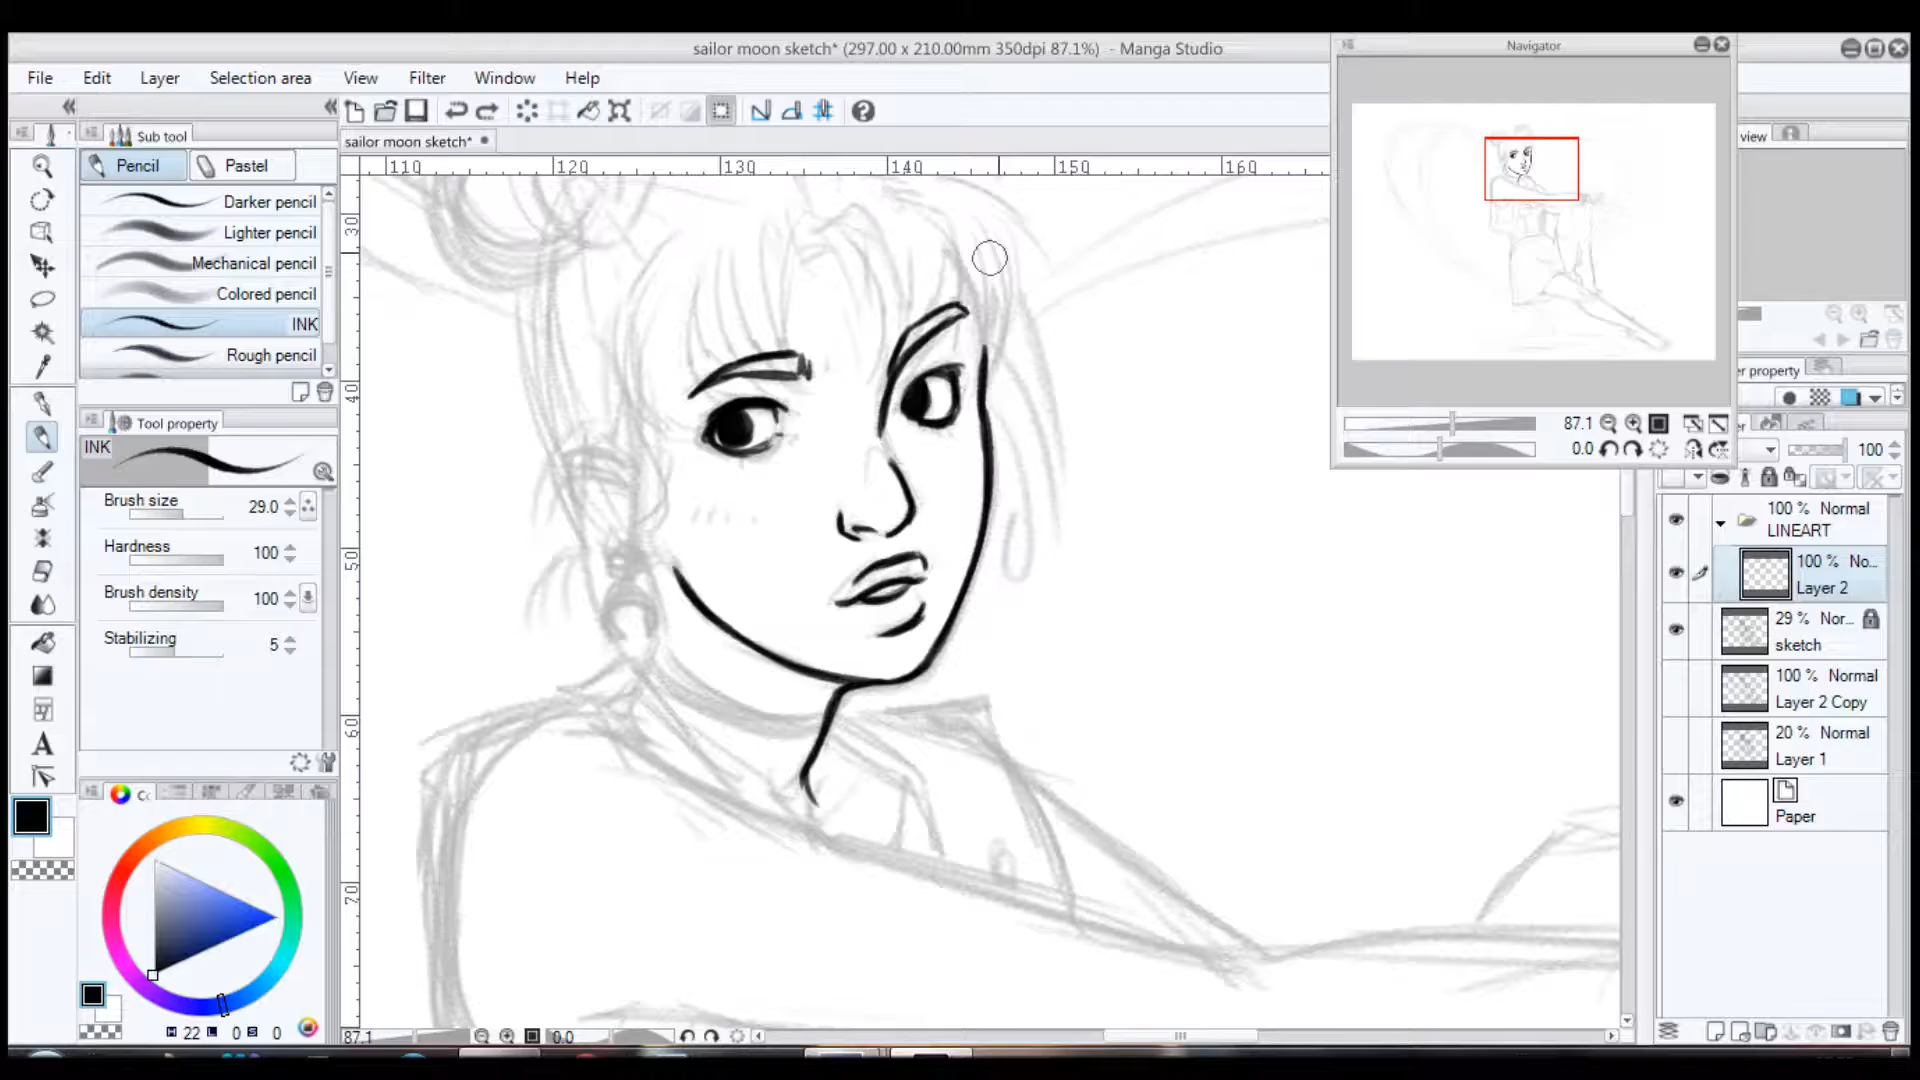 sailor moon sketch* (297.00 x 210.00mm 350dpi 87.1%) - Manga Studio
Navigator
File Edit Layer Selection area View Filter Window Help
Sub tool
sailor moon sketch*
view
Pencil Pastel
110 120 130 140 150 160
Darker pencil
Lighter pencil
30
Mechanical pencil
Colored pencil
INK
Rough pencil
40
er property
Tool property
87.1
INK
0.0
100
Brush size 29.0
100 % Normal
LINEART
Hardness 100
50
100 % No...
Layer 2
Brush density 100
29 % Nor...
sketch
Stabilizing 5
100 % Normal
Layer 2 Copy
60
20 % Normal
Layer 1
A
Paper
70
H 22 L 0 S 0
87.1 0.0